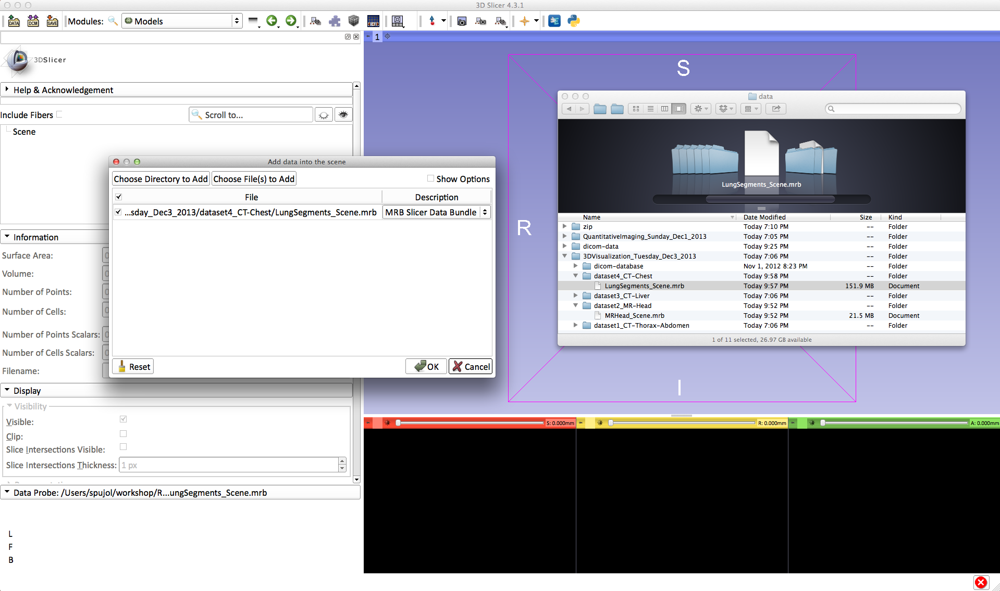 3D Slicer 4.3.1
DATA DCM SAVE Modules: Models
1
3DSlicer
Help & Acknowledgement
Include Fibers Scroll to...
Scene
S
R
I
Add data into the scene
Choose Directory to Add Choose File(s) to Add Show Options
File Description
...sday_Dec3_2013/dataset4_CT-Chest/LungSegments_Scene.mrb MRB Slicer Data Bundle
Reset OK Cancel
data
LungSegments_Scene.mrb
Name Date Modified Size Kind
zip Today 7:10 PM -- Folder
QuantitativeImaging_Sunday_Dec1_2013 Today 7:05 PM -- Folder
dicom-data Today 9:25 PM -- Folder
3DVisualization_Tuesday_Dec3_2013 Today 7:06 PM -- Folder
dicom-database Nov 1, 2012 8:23 PM -- Folder
dataset4_CT-Chest Today 9:58 PM -- Folder
LungSegments_Scene.mrb Today 9:57 PM 151.9 MB Document
dataset3_CT-Liver Today 7:06 PM -- Folder
dataset2_MR-Head Today 9:52 PM -- Folder
MRHead_Scene.mrb Today 9:52 PM 21.5 MB Document
dataset1_CT-Thorax-Abdomen Today 7:06 PM -- Folder
1 of 11 selected, 26.97 GB available
Information
Surface Area: 0
Volume: 0
Number of Points: 0
Number of Cells: 0
Number of Points Scalars: 0
Number of Cells Scalars: 0
Filename:
Display
Visibility
Visible:
Clip:
Slice Intersections Visible:
Slice Intersections Thickness: 1 px
S: 0.000mm R: 0.000mm A: 0.000mm
Data Probe: /Users/spujol/workshop/R...ungSegments_Scene.mrb
L
F
B